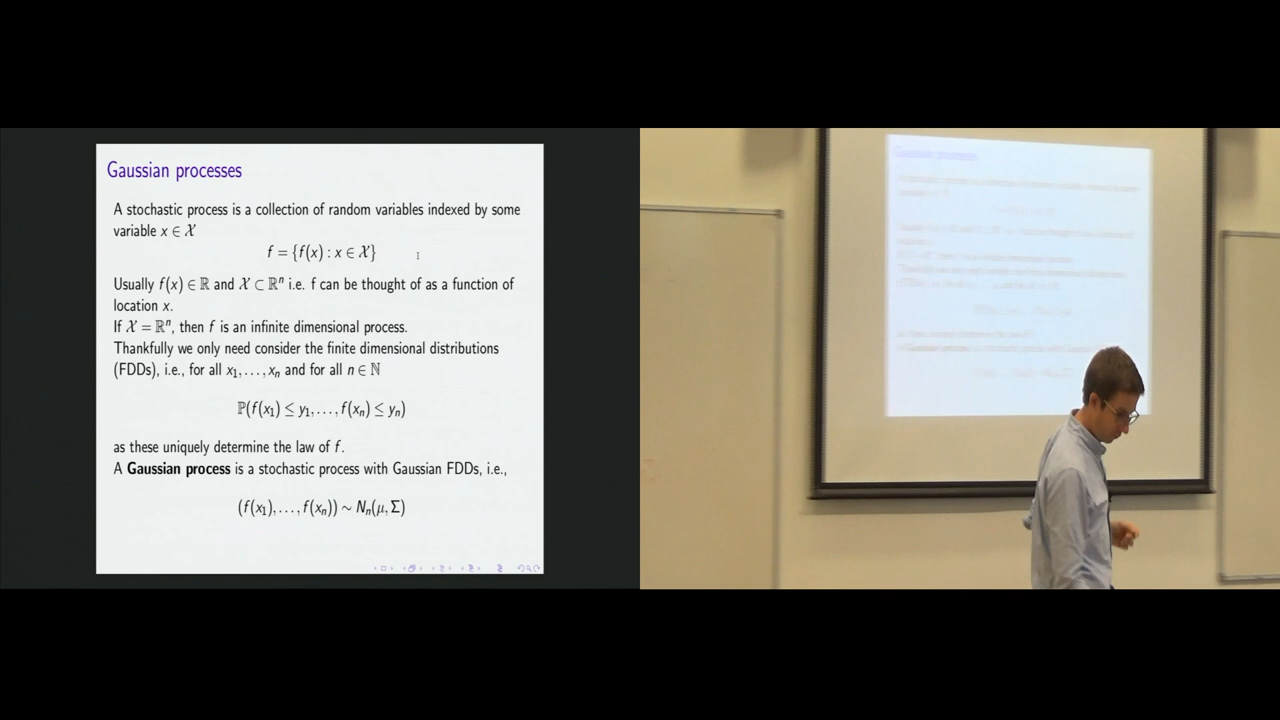 Gaussian processes
A stochastic process is a collection of random variables indexed by some
variable x ∈ 𝒳
f = {f(x) : x ∈ 𝒳}
Usually f(x) ∈ ℝ and 𝒳 ⊂ ℝⁿ i.e. f can be thought of as a function of
location x.
If 𝒳 = ℝⁿ, then f is an infinite dimensional process.
Thankfully we only need consider the finite dimensional distributions
(FDDs), i.e., for all x₁, . . . , xₙ and for all n ∈ ℕ
ℙ(f(x₁) ≤ y₁, . . . , f(xₙ) ≤ yₙ)
as these uniquely determine the law of f.
A Gaussian process is a stochastic process with Gaussian FDDs, i.e.,
(f(x₁), . . . , f(xₙ)) ∼ Nₙ(μ, Σ)